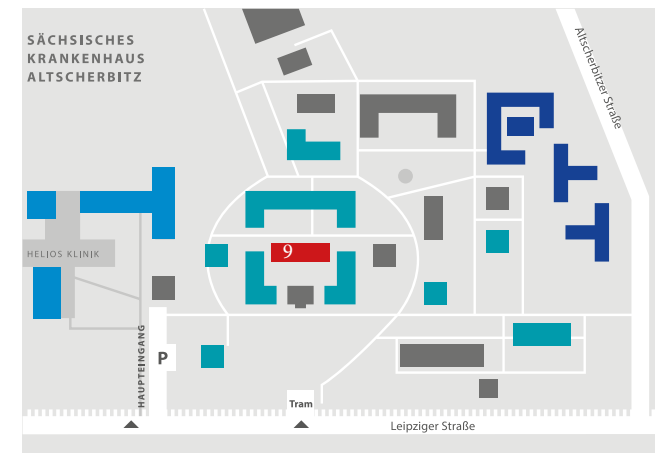 SÄCHSISCHES
KRANKENHAUS
ALTSCHERBITZ
Altscherbitzer Straße
9
HELIOS KLINIK
HAUPTEINGANG
P
Tram
Leipziger Straße